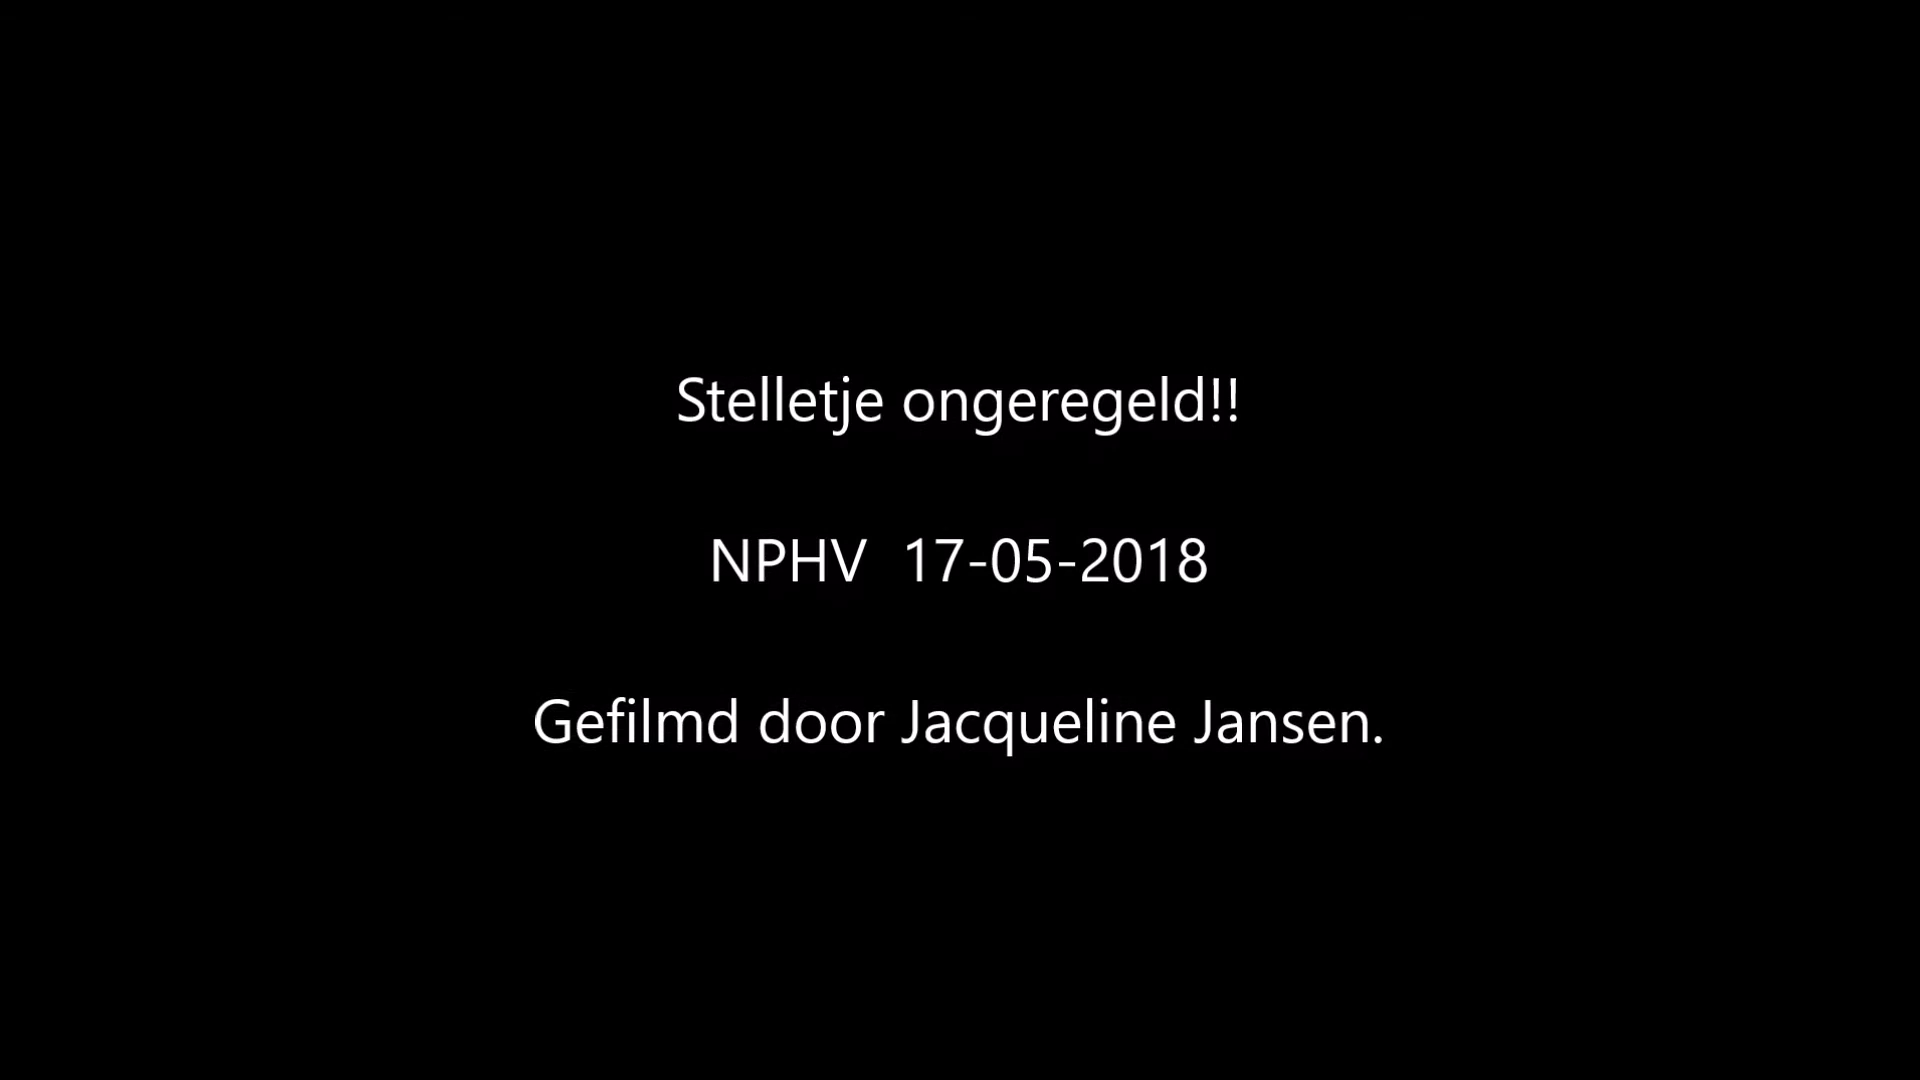 Stelletje ongeregeld!!
NPHV  17-05-2018
Gefilmd door Jacqueline Jansen.